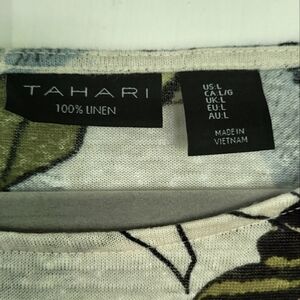 TAHARI
100% LINEN
US:L
CA:L/G
UK:L
EU:L
AU:L
MADE IN
VIETNAM